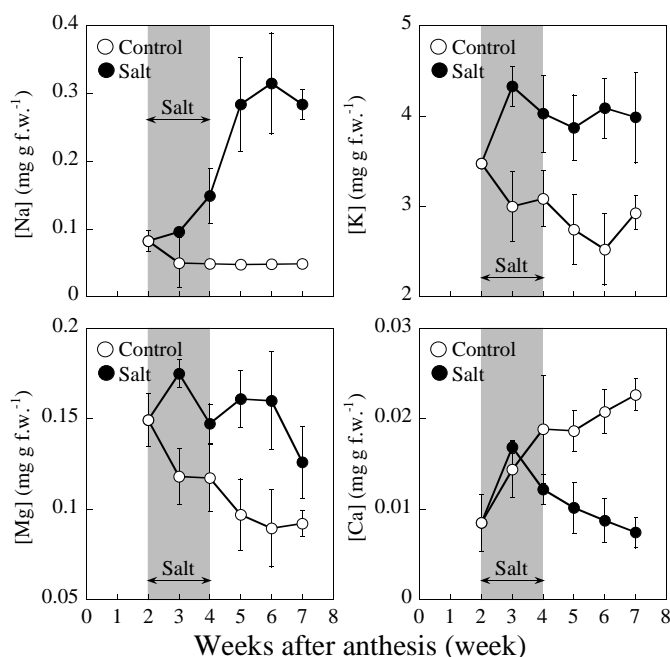 0.4
0.3
0.2
0.1
0
[Na] (mg g f.w.-1)
Control
Salt
Salt
5
4
3
2
[K] (mg g f.w.-1)
Control
Salt
Salt
0.2
0.15
0.1
0.05
[Mg] (mg g f.w.-1)
Control
Salt
Salt
0 1 2 3 4 5 6 7 8
0.03
0.02
0.01
0.00
[Ca] (mg g f.w.-1)
Control
Salt
Salt
0 1 2 3 4 5 6 7 8
Weeks after anthesis (week)